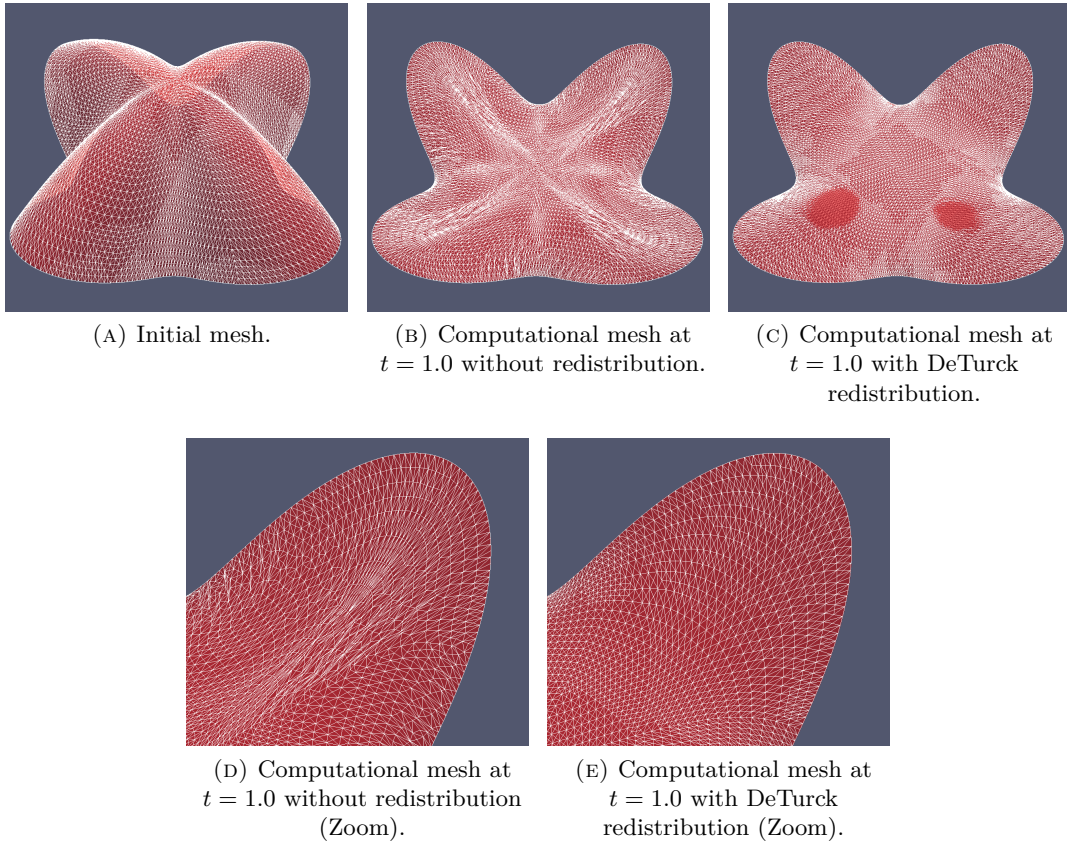 (A) Initial mesh.
(B) Computational mesh at
t = 1.0 without redistribution.
(C) Computational mesh at
t = 1.0 with DeTurck
redistribution.
(D) Computational mesh at
t = 1.0 without redistribution
(Zoom).
(E) Computational mesh at
t = 1.0 with DeTurck
redistribution (Zoom).